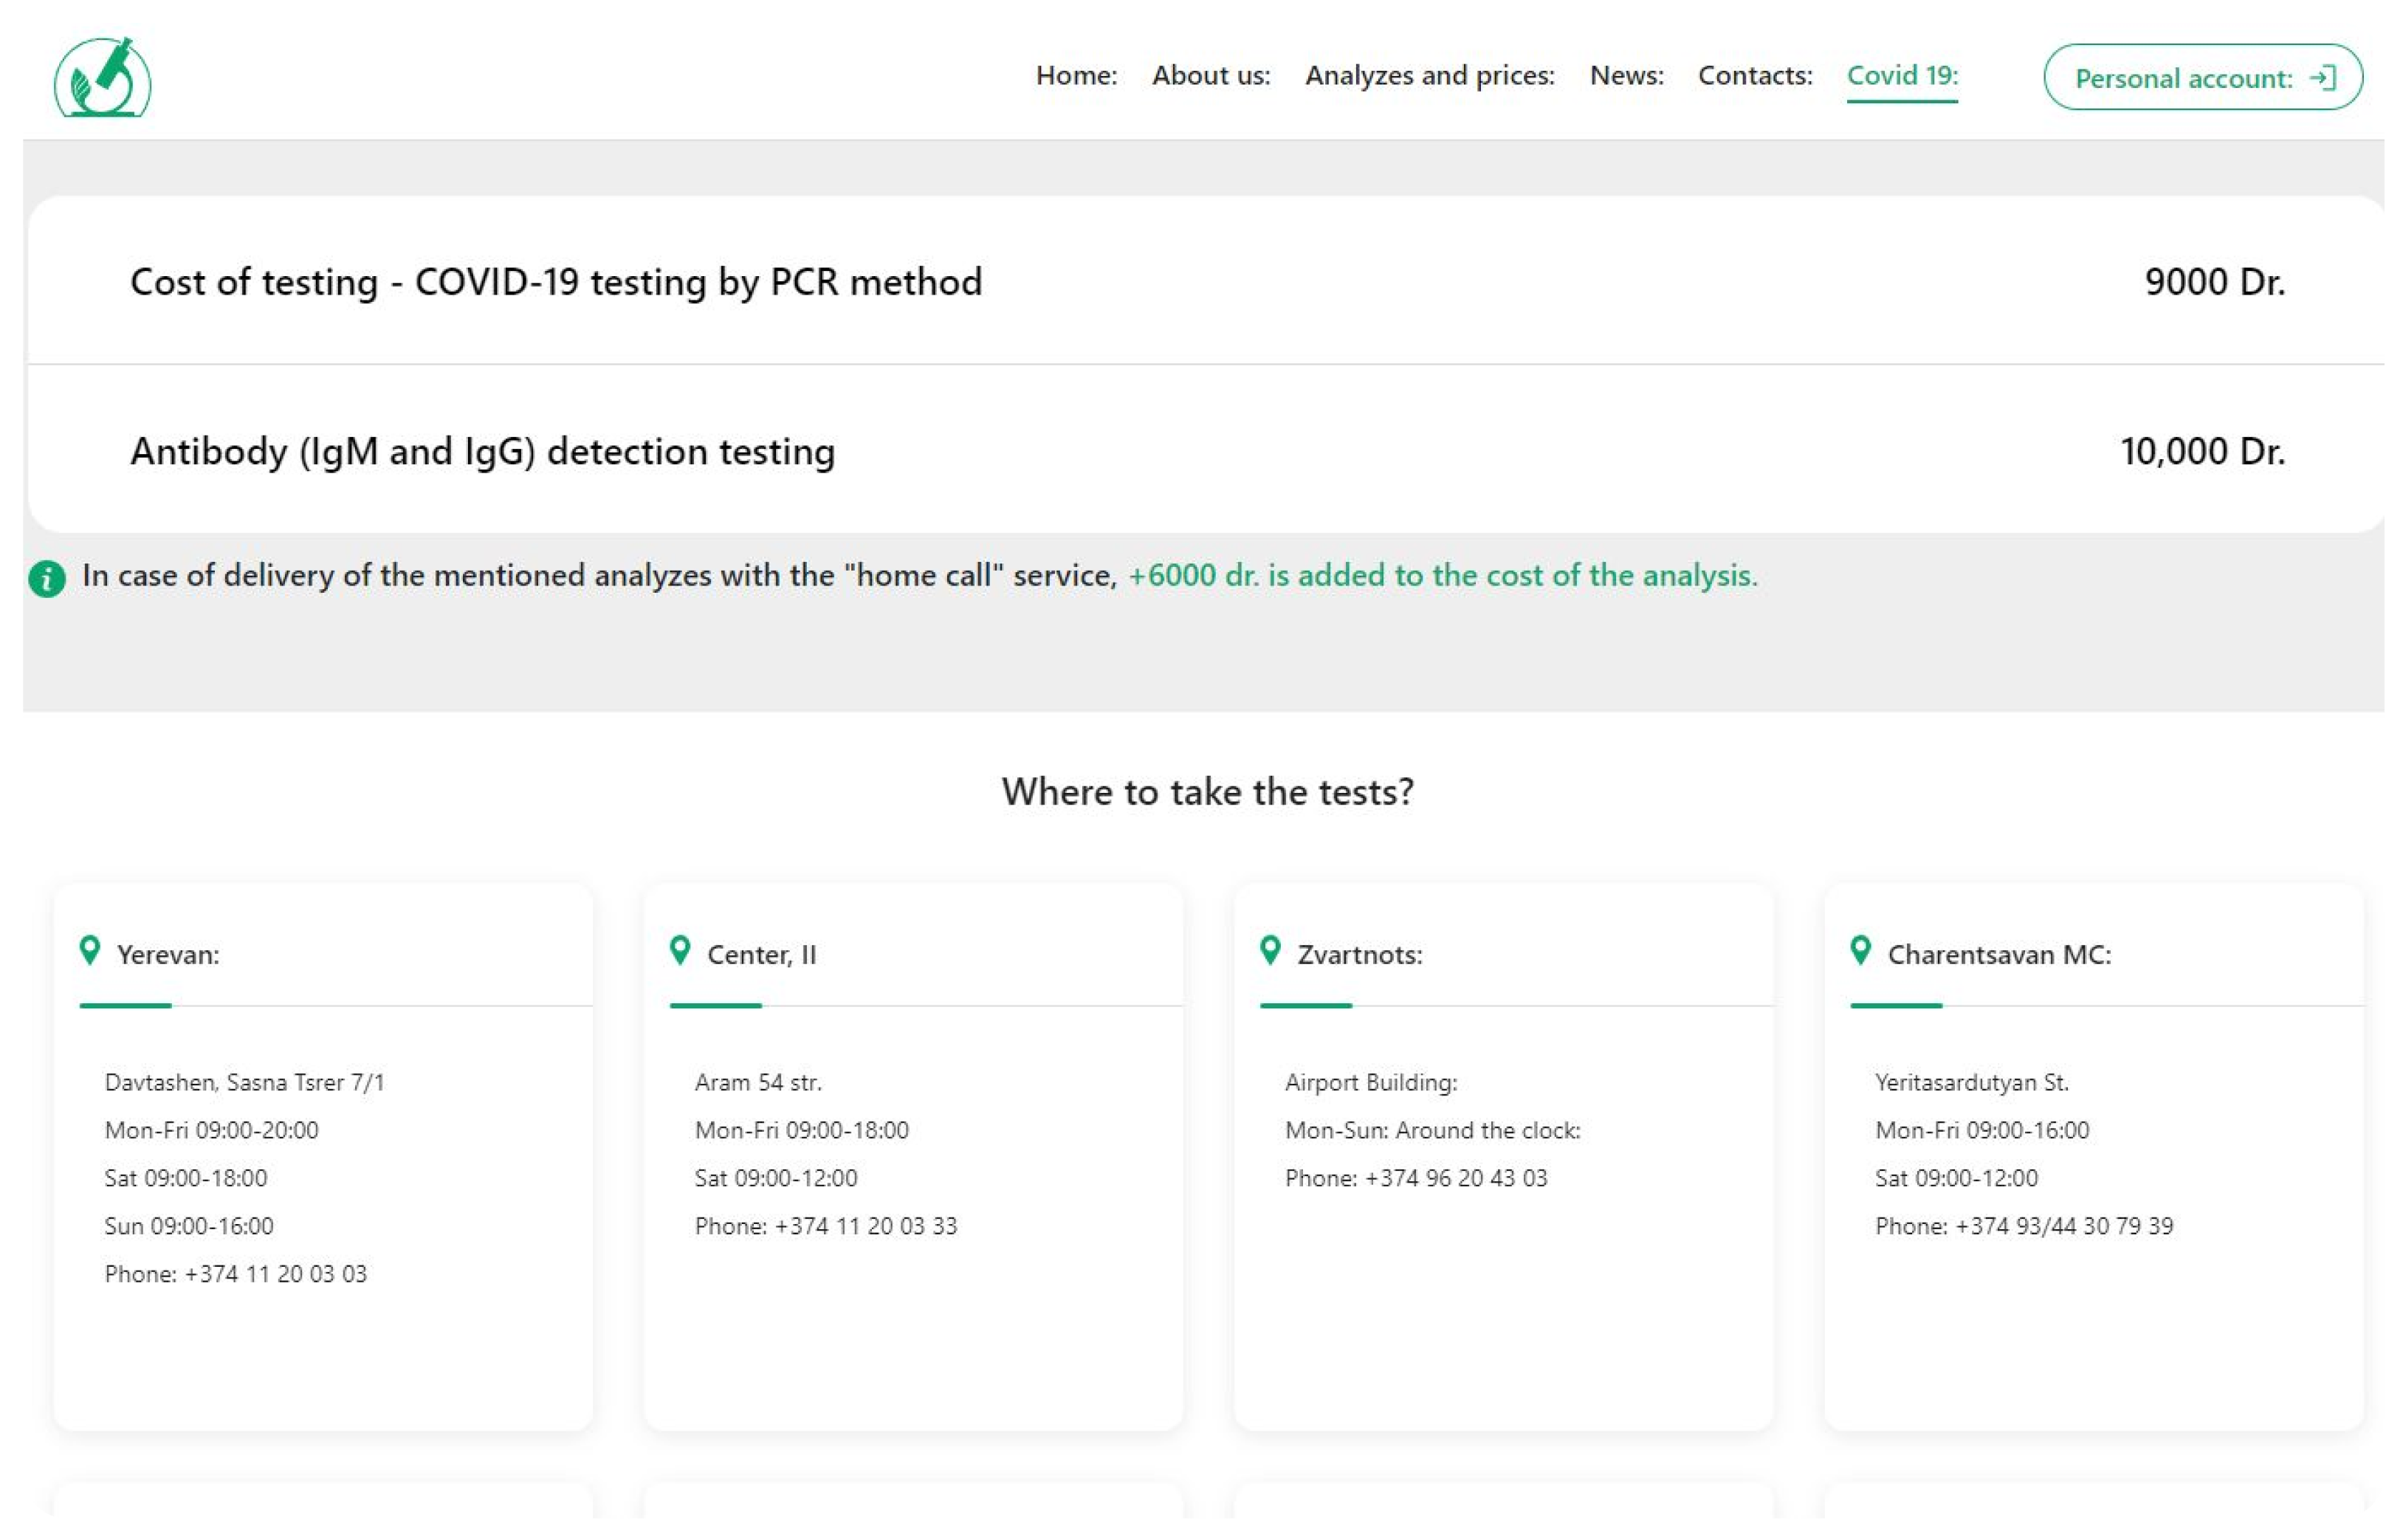 Home: About us: Analyzes and prices: News: Contacts: Covid 19: Personal account:
Cost of testing - COVID-19 testing by PCR method 9000 Dr.
Antibody (IgM and IgG) detection testing 10,000 Dr.
In case of delivery of the mentioned analyzes with the "home call" service, +6000 dr. is added to the cost of the analysis.
Where to take the tests?
Yerevan:
Davtashen, Sasna Tsrer 7/1
Mon-Fri 09:00-20:00
Sat 09:00-18:00
Sun 09:00-16:00
Phone: +374 11 20 03 03
Center, II
Aram 54 str.
Mon-Fri 09:00-18:00
Sat 09:00-12:00
Phone: +374 11 20 03 33
Zvartnots:
Airport Building:
Mon-Sun: Around the clock:
Phone: +374 96 20 43 03
Charentsavan MC:
Yeritasardutyan St.
Mon-Fri 09:00-16:00
Sat 09:00-12:00
Phone: +374 93/44 30 79 39